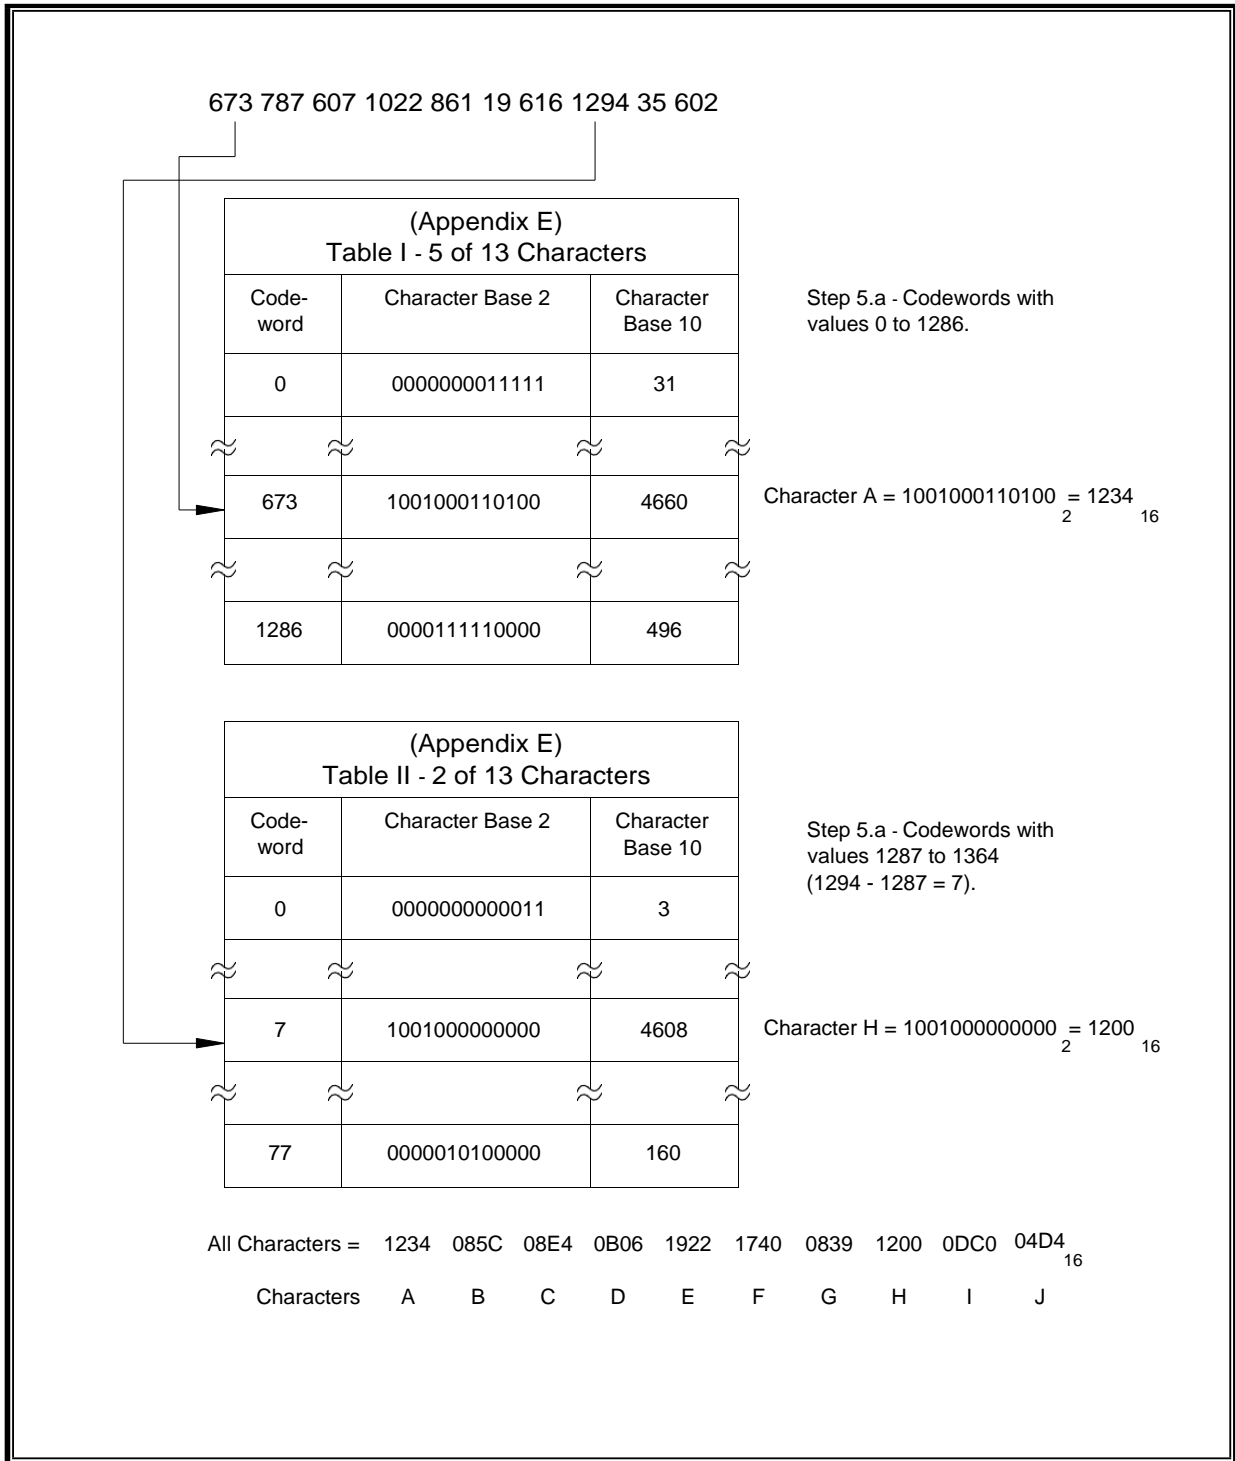 673 787 607 1022 861 19 616 1294 35 602
(Appendix E)
Table I - 5 of 13 Characters
Code-
word
Character Base 2
Character
Base 10
0 0000000011111 31
673 1001000110100 4660
1286 0000111110000 496
Step 5.a - Codewords with
values 0 to 1286.
Character A = 1001000110100 2 = 1234 16
(Appendix E)
Table II - 2 of 13 Characters
Code-
word
Character Base 2
Character
Base 10
0 0000000000011 3
7 1001000000000 4608
77 0000010100000 160
Step 5.a - Codewords with
values 1287 to 1364
(1294 - 1287 = 7).
Character H = 1001000000000 2 = 1200 16
All Characters = 1234 085C 08E4 0B06 1922 1740 0839 1200 0DC0 04D4 16
Characters A B C D E F G H I J